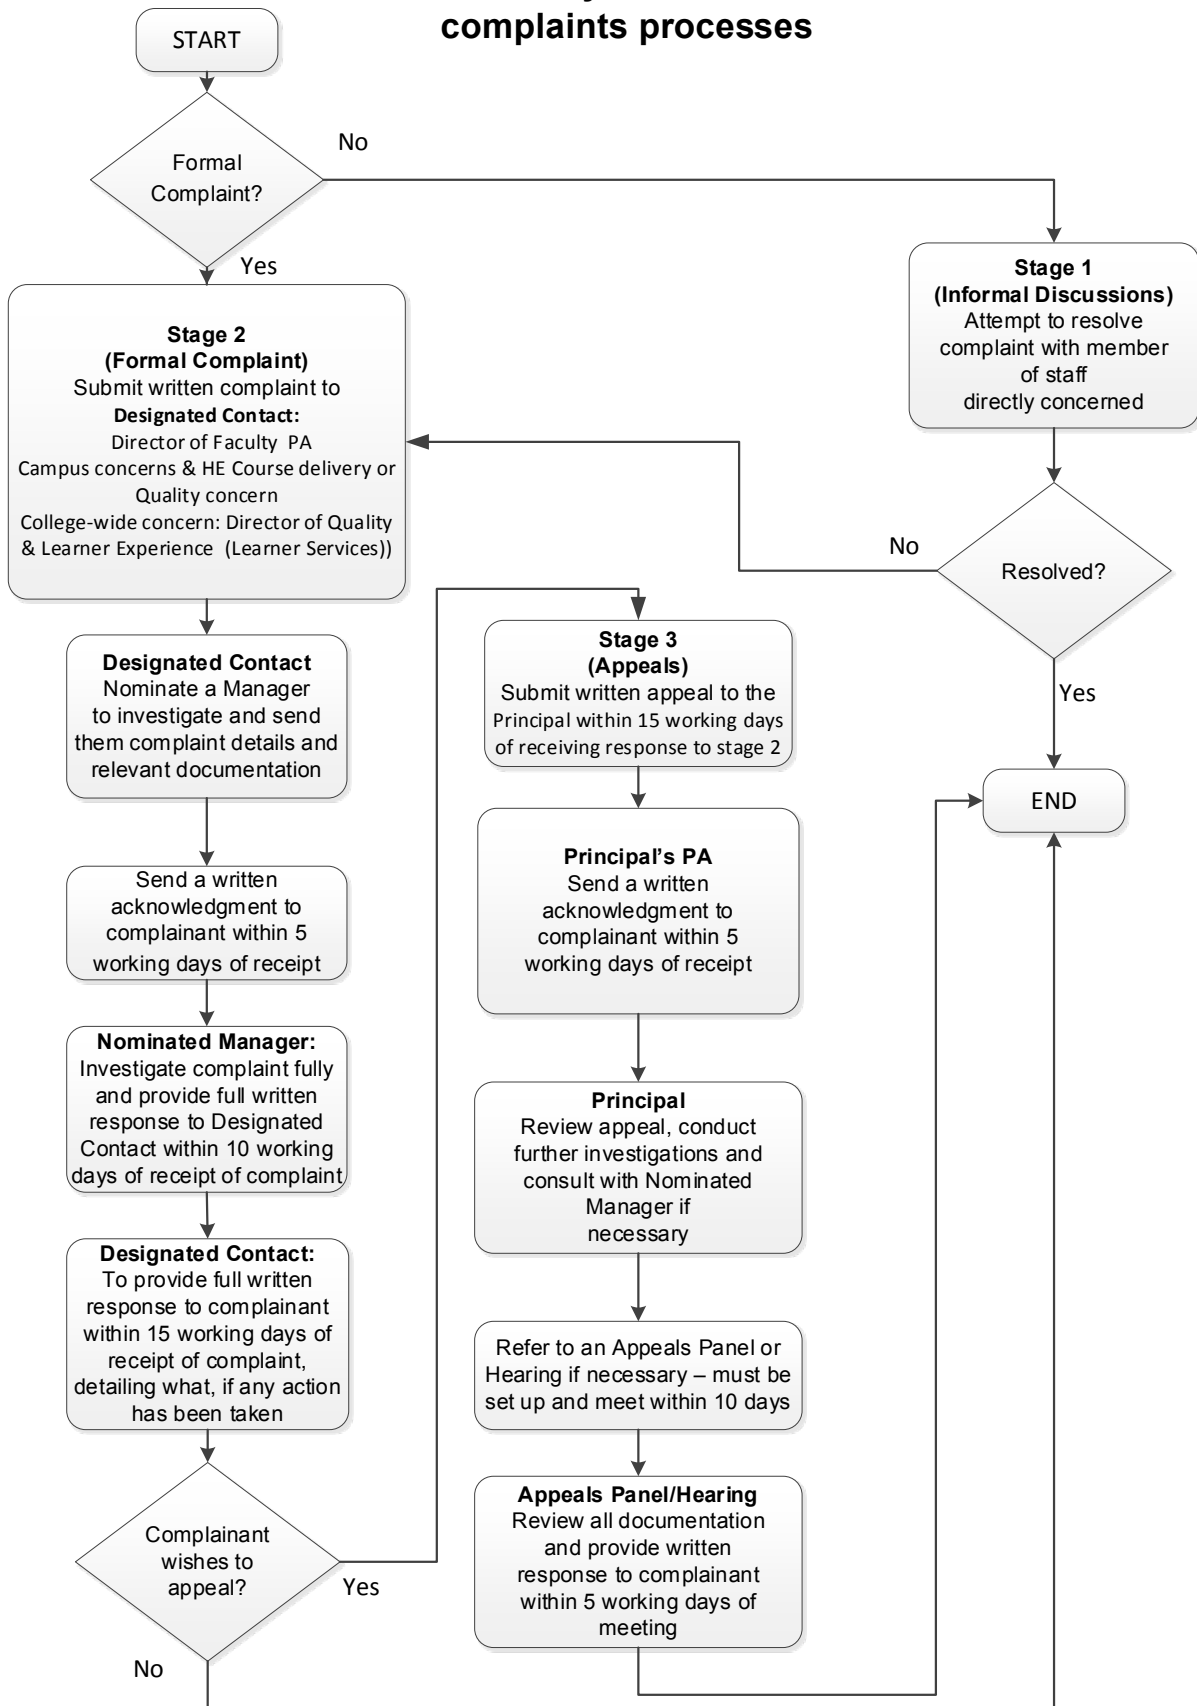 complaints processes
START
Formal
Complaint?
No
Yes
Stage 1
(Informal Discussions)
Attempt to resolve
complaint with member
of staff
directly concerned
Stage 2
(Formal Complaint)
Submit written complaint to
Designated Contact:
Director of Faculty PA
Campus concerns & HE Course delivery or
Quality concern
College-wide concern: Director of Quality
& Learner Experience (Learner Services))
No
Resolved?
Yes
END
Designated Contact
Nominate a Manager
to investigate and send
them complaint details and
relevant documentation
Send a written
acknowledgment to
complainant within 5
working days of receipt
Nominated Manager:
Investigate complaint fully
and provide full written
response to Designated
Contact within 10 working
days of receipt of complaint
Designated Contact:
To provide full written
response to complainant
within 15 working days of
receipt of complaint,
detailing what, if any action
has been taken
Complainant
wishes to
appeal?
Yes
No
Stage 3
(Appeals)
Submit written appeal to the
Principal within 15 working days
of receiving response to stage 2
Principal's PA
Send a written
acknowledgment to
complainant within 5
working days of receipt
Principal
Review appeal, conduct
further investigations and
consult with Nominated
Manager if
necessary
Refer to an Appeals Panel or
Hearing if necessary – must be
set up and meet within 10 days
Appeals Panel/Hearing
Review all documentation
and provide written
response to complainant
within 5 working days of
meeting